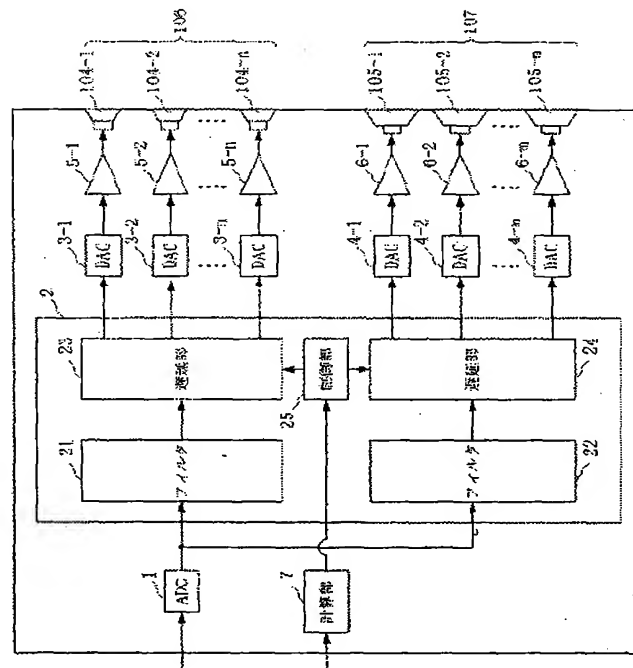 106
104-1
104-2
104-n
107
105-1
105-2
105-m
5-1
5-2
5-n
6-1
6-2
6-m
3-1
DAC
3-2
DAC
3-n
DAC
4-1
DAC
4-2
DAC
4-m
DAC
2
23
遅延部
25
制御部
24
遅延部
21
フィルタ
22
フィルタ
1
ADC
7
計算部